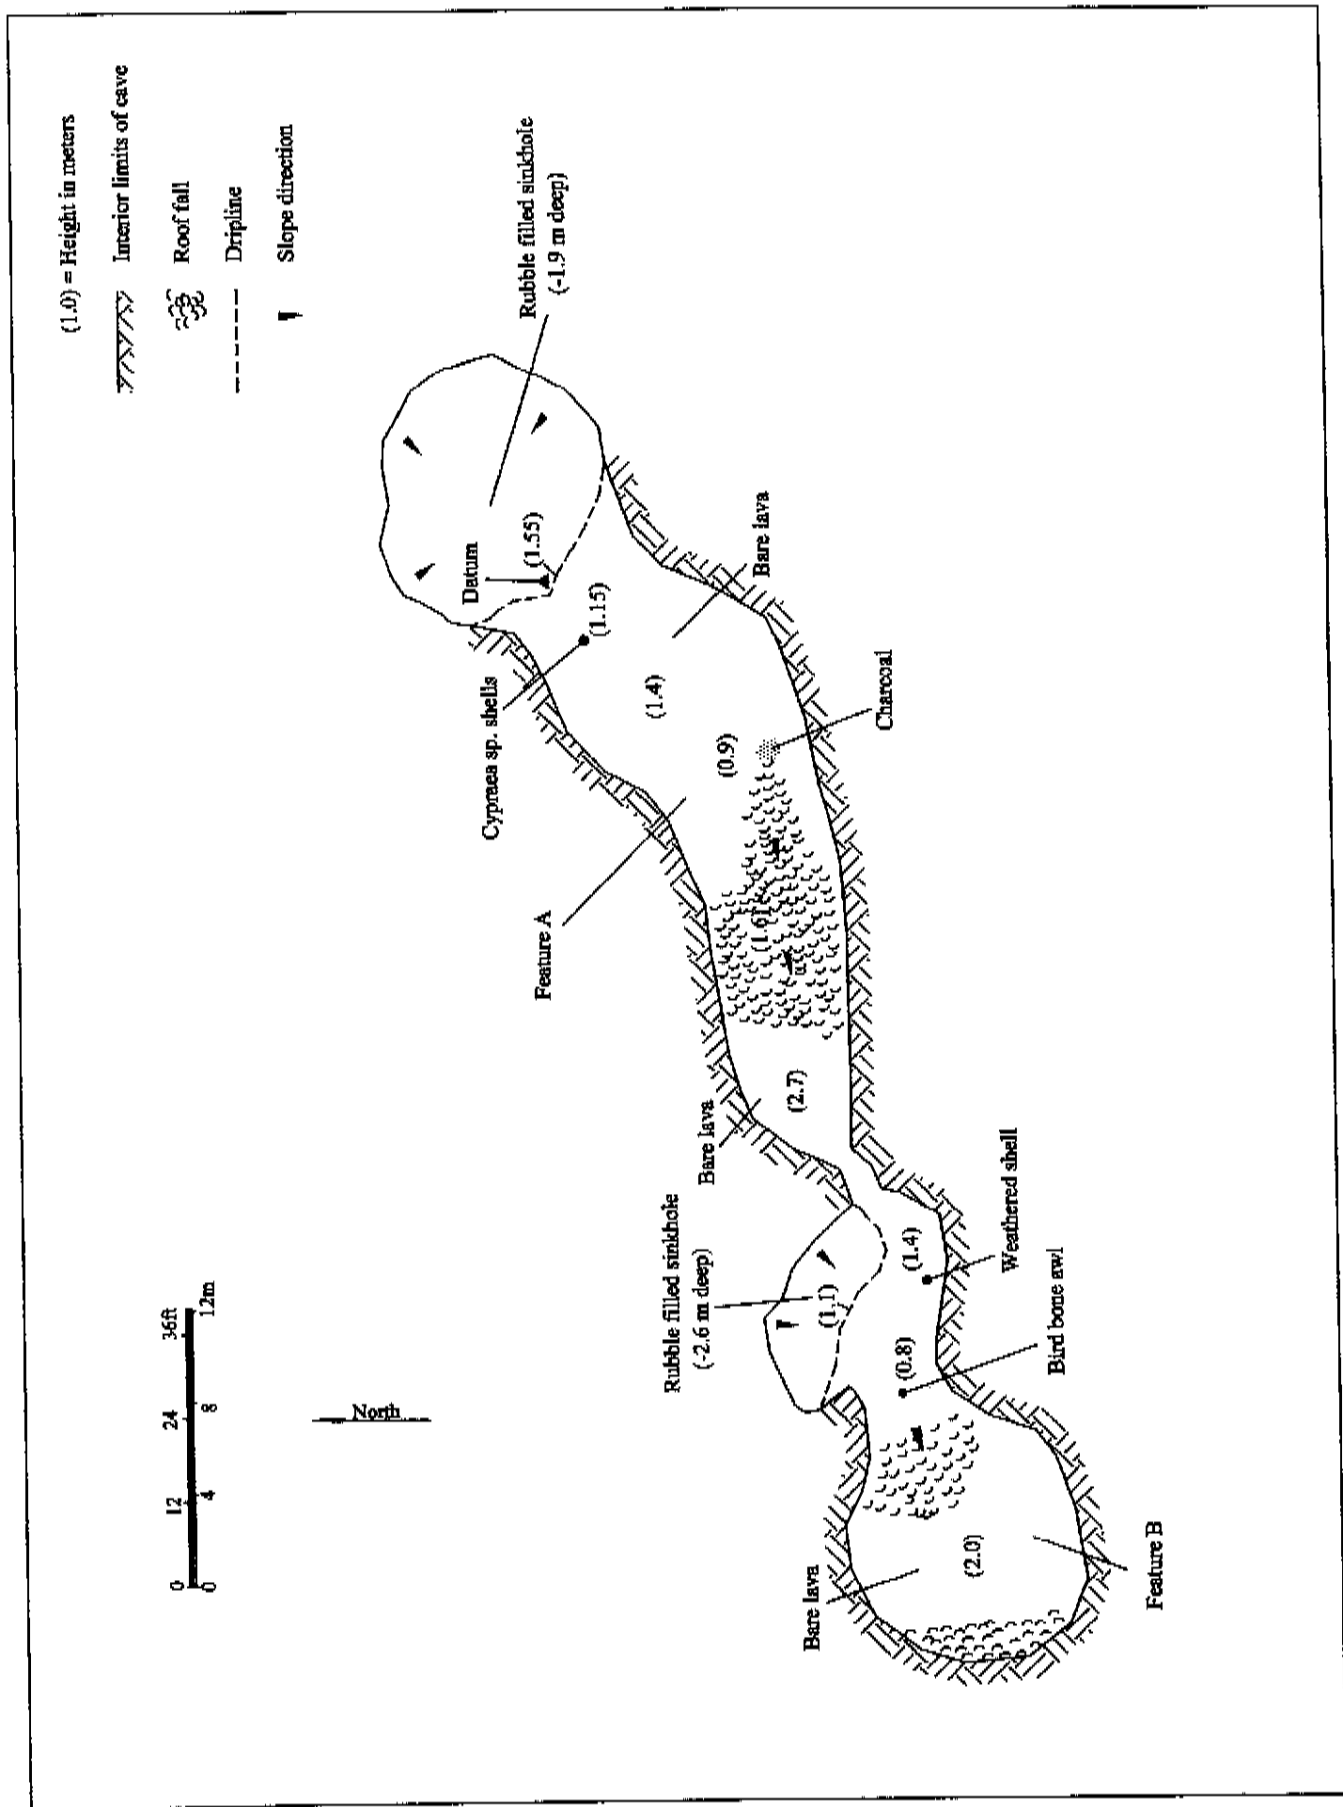 (1.0) = Height in meters
Interior limits of cave
Roof fall
Dripline
Slope direction
Rubble filled sinkhole
(-1.9 m deep)
Datum
(1.55)
(1.15)
Cypraea sp. shells
(1.4)
Bare lava
(0.9)
Charcoal
Feature A
(1.6)
Bare lava
(2.7)
Rubble filled sinkhole
(-2.6 m deep)
(1.1)
(1.4)
Weathered shell
(0.8)
Bird bone awl
Bare lava
(2.0)
Feature B
0 12 24 36ft
0 4 8 12m
North